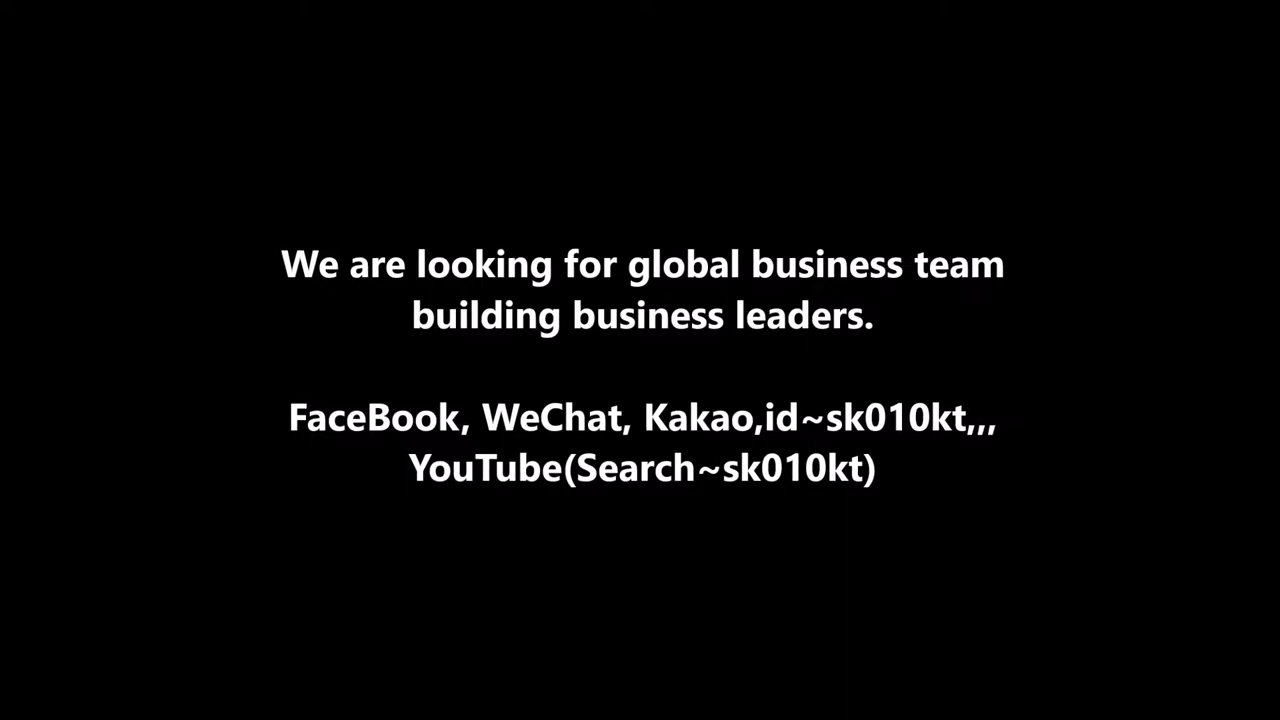 We are looking for global business team
building business leaders.
FaceBook, WeChat, Kakao,id~sk010kt,,,
YouTube(Search~sk010kt)